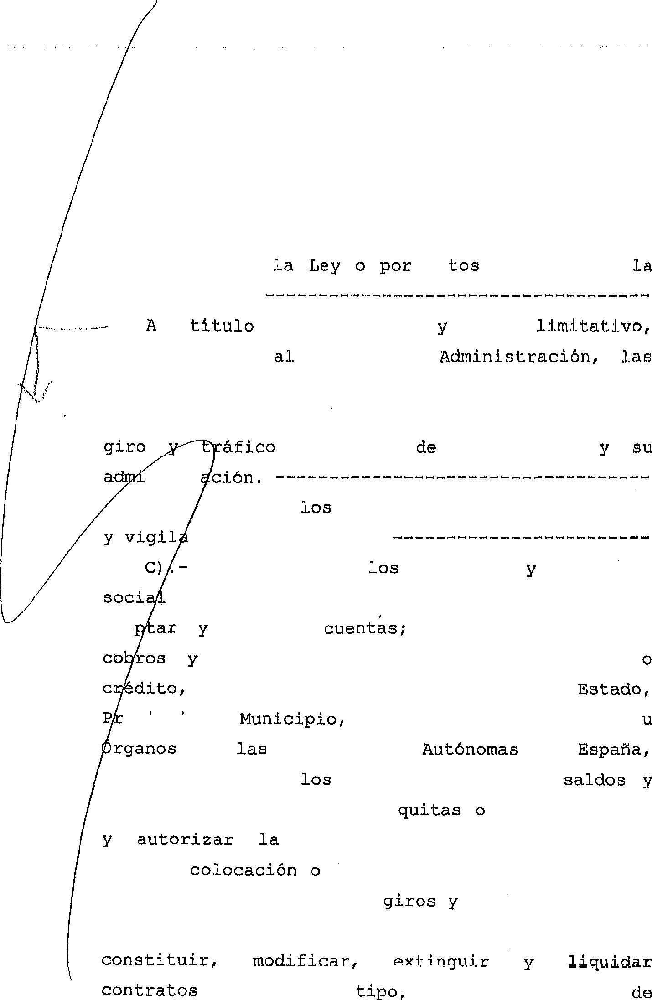 la Ley o por tos la
A título y limitativo,
al Administración, las
giro y tráfico de y su
admi ación.
los
y vigila
C).-
los y
social
ptar y cuentas;
cobros y o
crédito, Estado,
Pr Municipio, u
Órganos las Autónomas España,
los saldos y
quitas o
y autorizar la
colocación o
giros y
constituir, modificar, extinguir y liquidar
contratos tipo, de